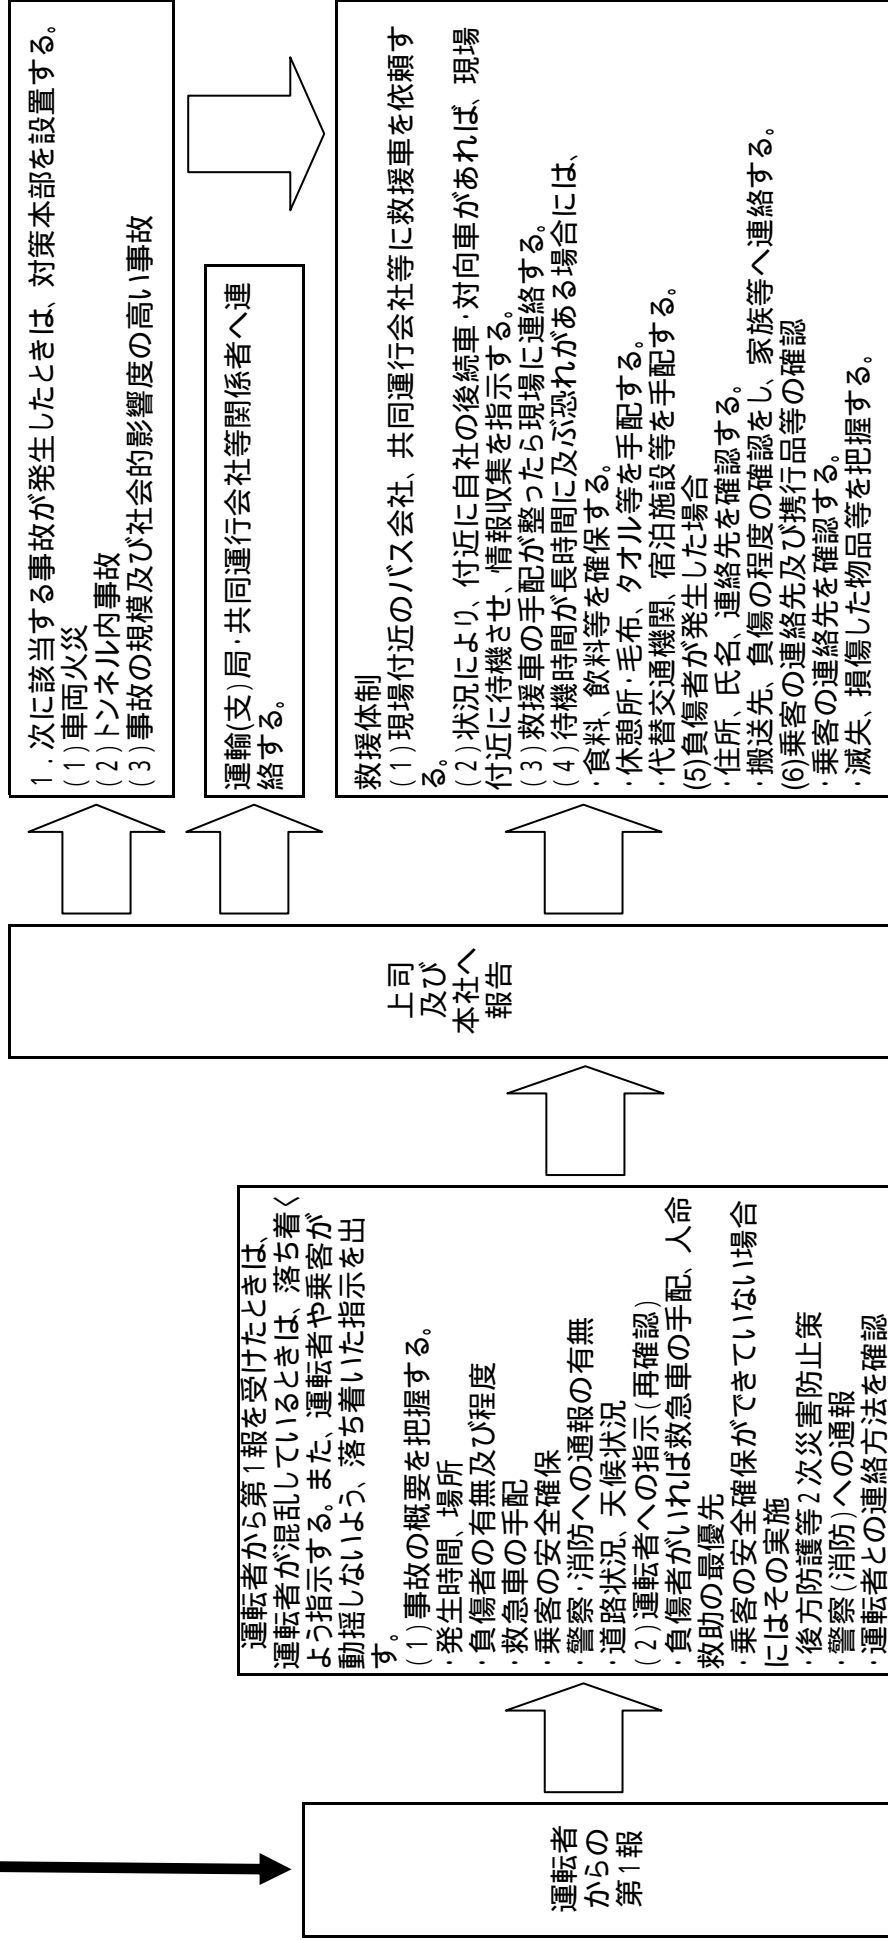 運転者
からの
第1報
運転者から第1報を受けたときは、
運転者が混乱しているときは、落ち着く
よう指示する。また、運転者や乗客が
動揺しないよう、落ち着いた指示を出
す。
(1)事故の概要を把握する。
・発生時間、場所
・負傷者の有無及び程度
・救急車の手配
・乗客の安全確保
・警察・消防への通報の有無
・道路状況、天候状況
(2)運転者への指示(再確認)
・負傷者がいれば救急車の手配、人命
救助の最優先
・乗客の安全確保ができていない場合
にはその実施
・後方防護等2次災害防止策
・警察(消防)への通報
・運転者との連絡方法を確認
上司
及び
本社へ
報告
1.次に該当する事故が発生したときは、対策本部を設置する。
(1)車両火災
(2)トンネル内事故
(3)事故の規模及び社会的影響度の高い事故
運輸(支)局・共同運行会社等関係者へ連
絡する。
救援体制
(1)現場付近のバス会社、共同運行会社等に救援車を依頼す
る。
(2)状況により、付近に自社の後続車・対向車があれば、現場
付近に待機させ、情報収集を指示する。
(3)救援車の手配が整ったら現場に連絡する。
(4)待機時間が長時間に及ぶ恐れがある場合には、
・食料、飲料等を確保する。
・休憩所・毛布、タオル等を手配する。
・代替交通機関、宿泊施設等を手配する。
(5)負傷者が発生した場合
・住所、氏名、連絡先を確認する。
・搬送先、負傷の程度の確認をし、家族等へ連絡する。
(6)乗客の連絡先及び携行品等の確認
・乗客の連絡先を確認する。
・滅失、損傷した物品等を把握する。